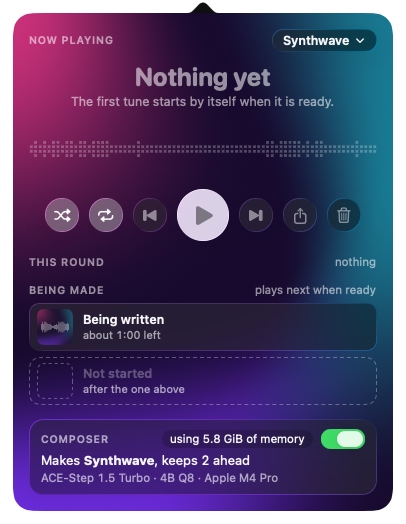 NOW PLAYING
Synthwave
Nothing yet
The first tune starts by itself when it is ready.
THIS ROUND
nothing
BEING MADE
plays next when ready
Being written
about 1:00 left
Not started
after the one above
COMPOSER
using 5.8 GiB of memory
Makes Synthwave, keeps 2 ahead
ACE-Step 1.5 Turbo · 4B Q8 · Apple M4 Pro